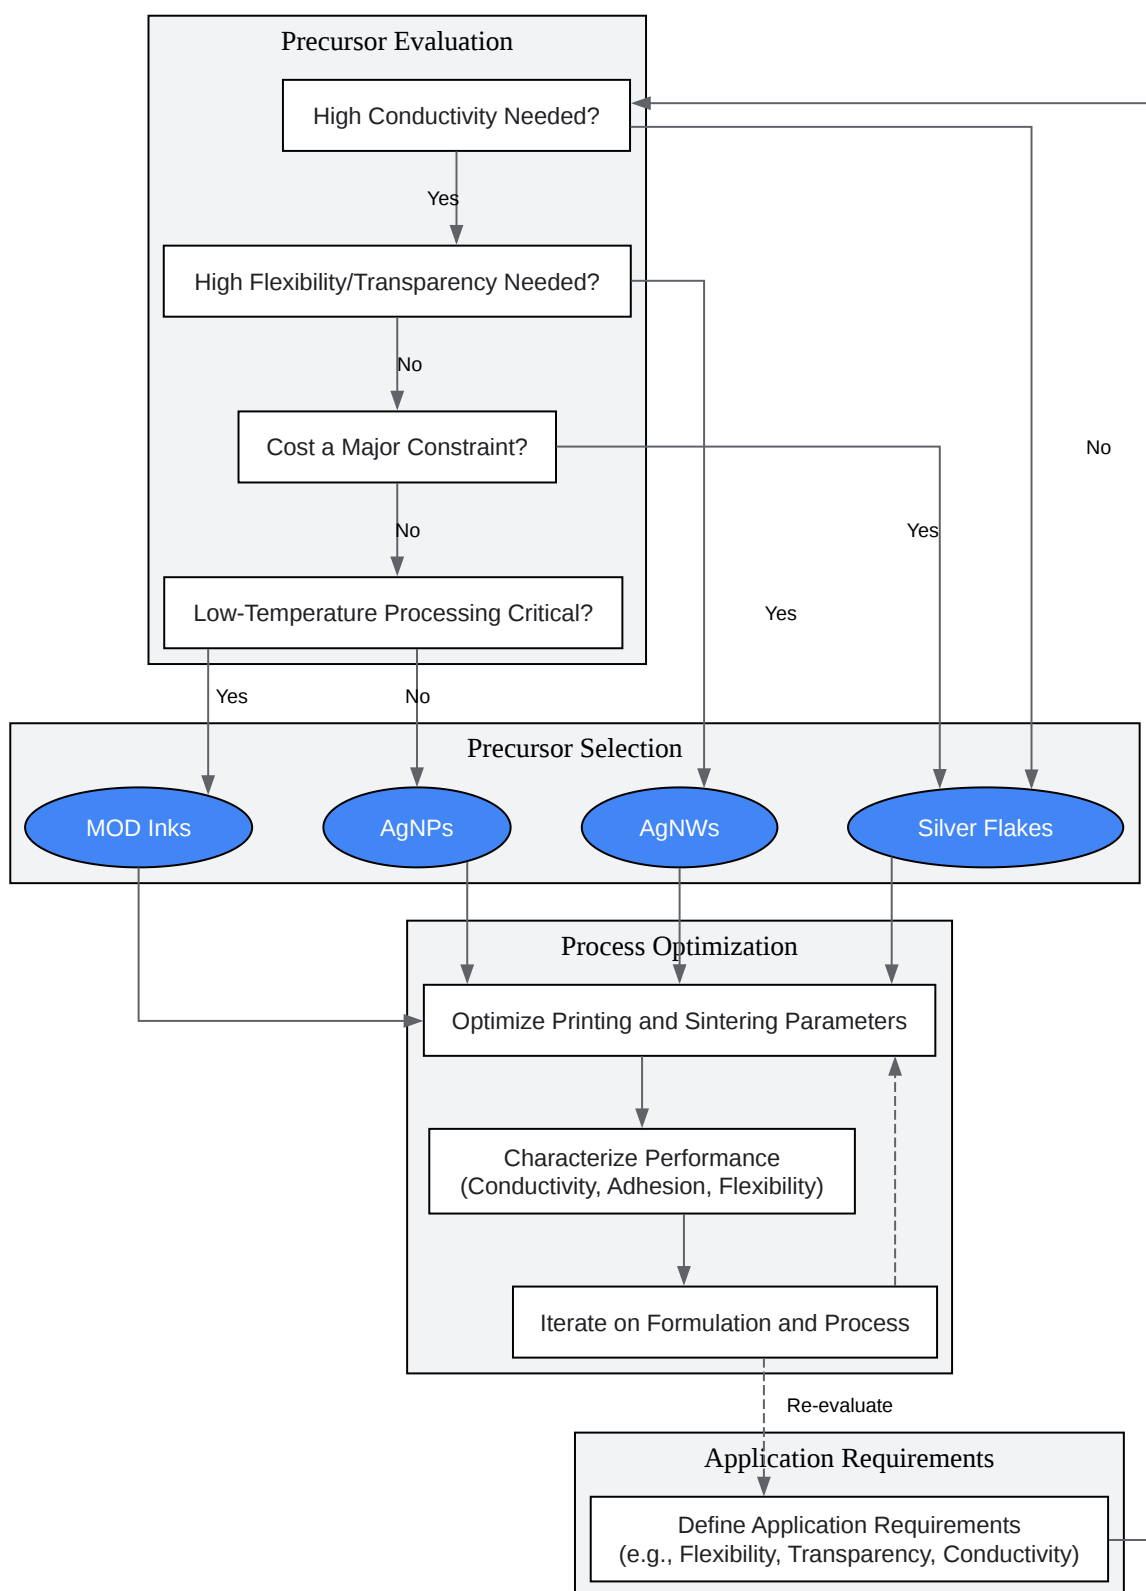 Precursor Evaluation
High Conductivity Needed?
Yes
High Flexibility/Transparency Needed?
No
Cost a Major Constraint?
No
No
Yes
Low-Temperature Processing Critical?
Yes
Yes
No
Precursor Selection
MOD Inks
AgNPs
AgNWs
Silver Flakes
Process Optimization
Optimize Printing and Sintering Parameters
Characterize Performance
(Conductivity, Adhesion, Flexibility)
Iterate on Formulation and Process
Re-evaluate
Application Requirements
Define Application Requirements
(e.g., Flexibility, Transparency, Conductivity)